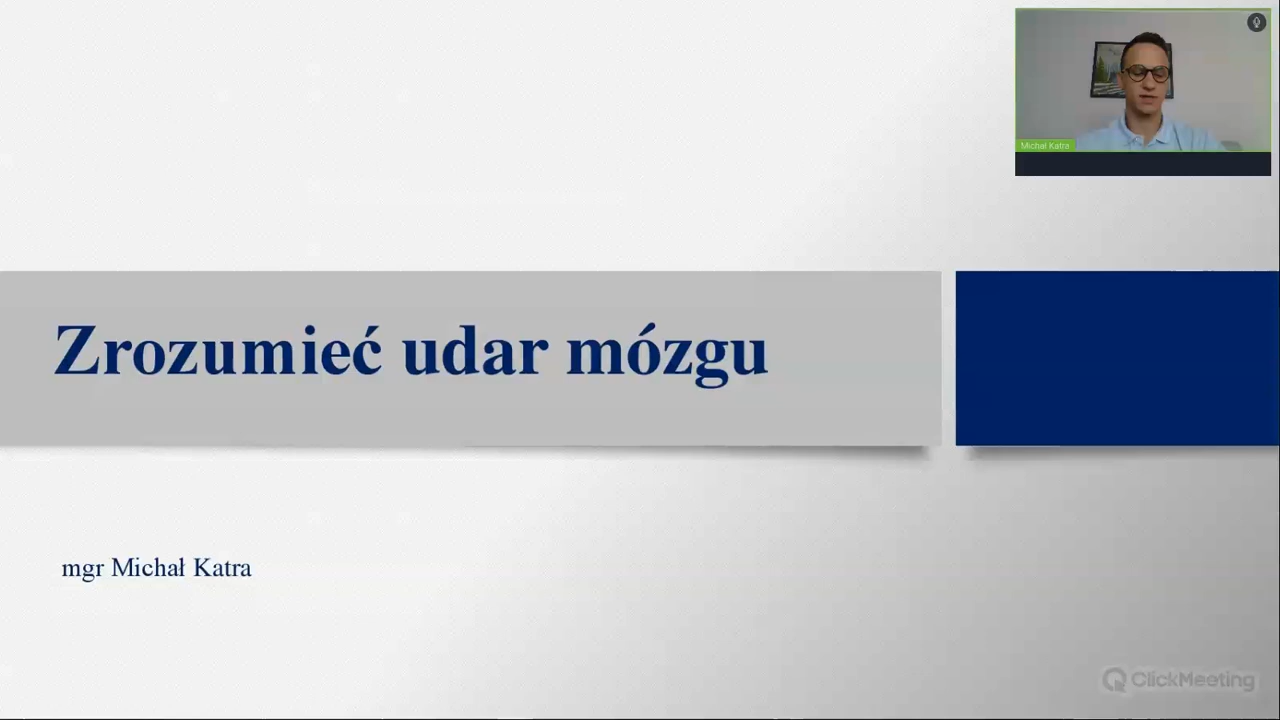 Michał Katra
Zrozumieć udar mózgu
mgr Michał Katra
ClickMeeting